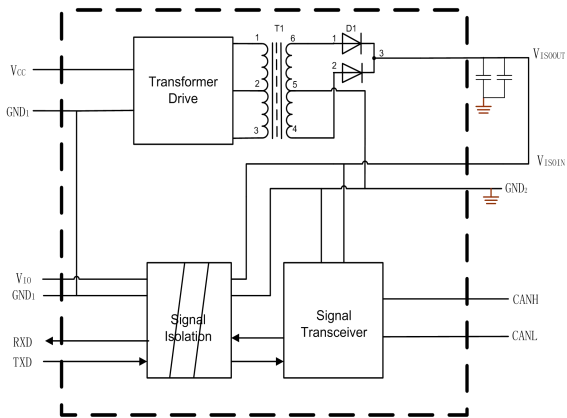 T1
D1
1
6
1
3
VISOOUT
VCC
Transformer
Drive
2
5
2
GND1
3
4
VISOIN
GND2
VIO
GND1
Signal
Isolation
Signal
Transceiver
CANH
RXD
CANL
TXD